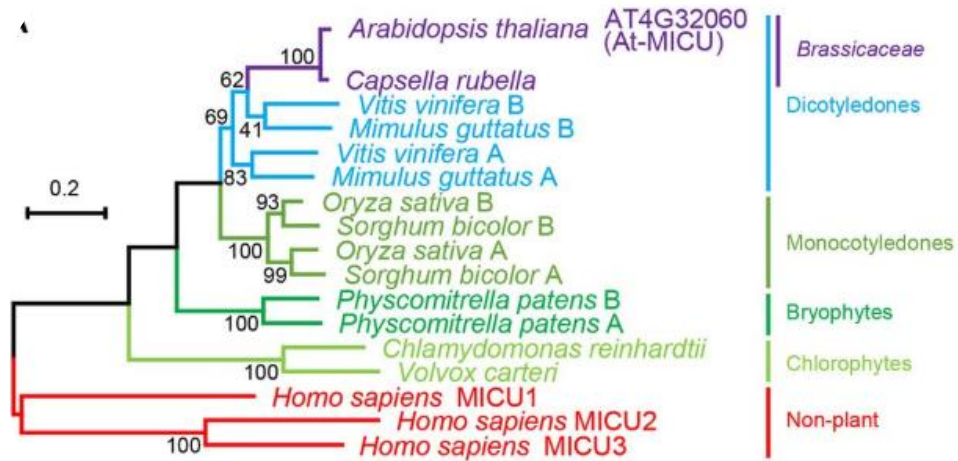 Arabidopsis thaliana AT4G32060
(At-MICU)
Brassicaceae
100
Capsella rubella
62
Vitis vinifera B
Dicotyledones
69
41
Mimulus guttatus B
Vitis vinifera A
83
Mimulus guttatus A
0.2
93
Oryza sativa B
Sorghum bicolor B
Monocotyledones
100
Oryza sativa A
99
Sorghum bicolor A
Physcomitrella patens B
Bryophytes
100
Physcomitrella patens A
Chlamydomonas reinhardtii
Chlorophytes
100
Volvox carteri
Homo sapiens MICU1
Homo sapiens MICU2
Non-plant
100
Homo sapiens MICU3